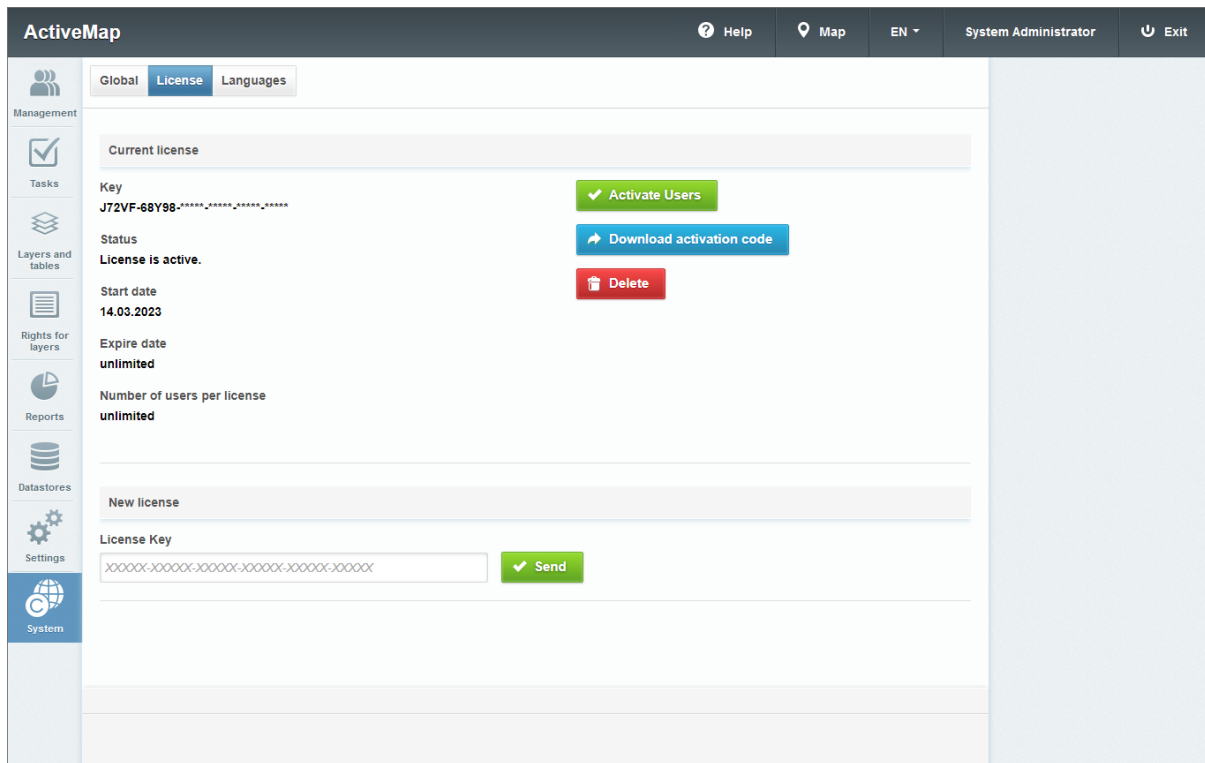 ActiveMap
Help
Map
EN
System Administrator
Exit
Management
Tasks
Layers and
tables
Rights for
layers
Reports
Datastores
Settings
System
Global
License
Languages
Current license
Key
J72VF-68Y98-*****-*****-*****-*****
Status
License is active.
Start date
14.03.2023
Expire date
unlimited
Number of users per license
unlimited
Activate Users
Download activation code
Delete
New license
License Key
XXXXX-XXXXX-XXXXX-XXXXX-XXXXX-XXXXX
Send